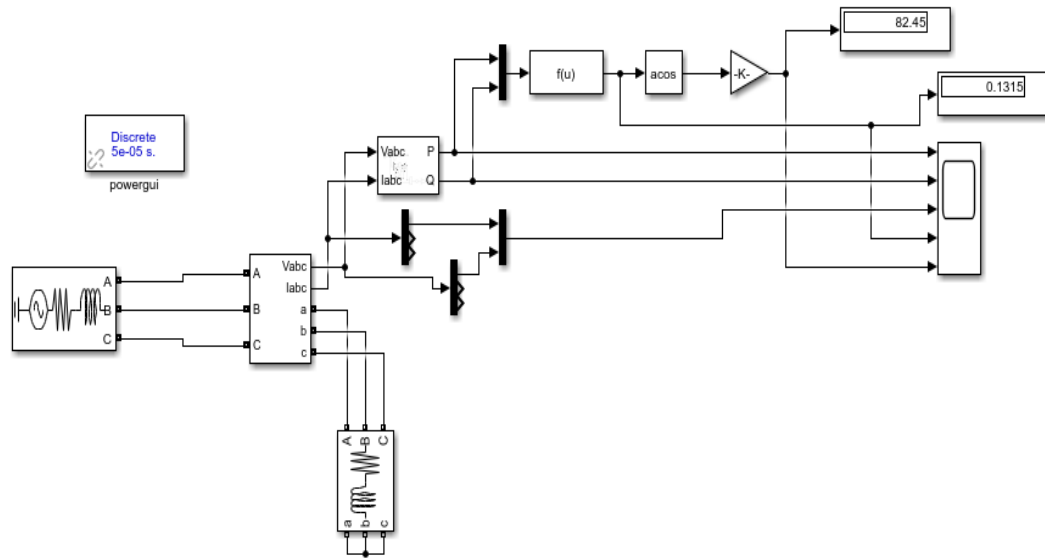 82.45
f(u)
acos
-K-
0.1315
Discrete
5e-05 s.
powergui
Vabc
P
Iabc
Q
A
B
C
A
B
C
Vabc
Iabc
a
b
c
A
B
C
a
b
c